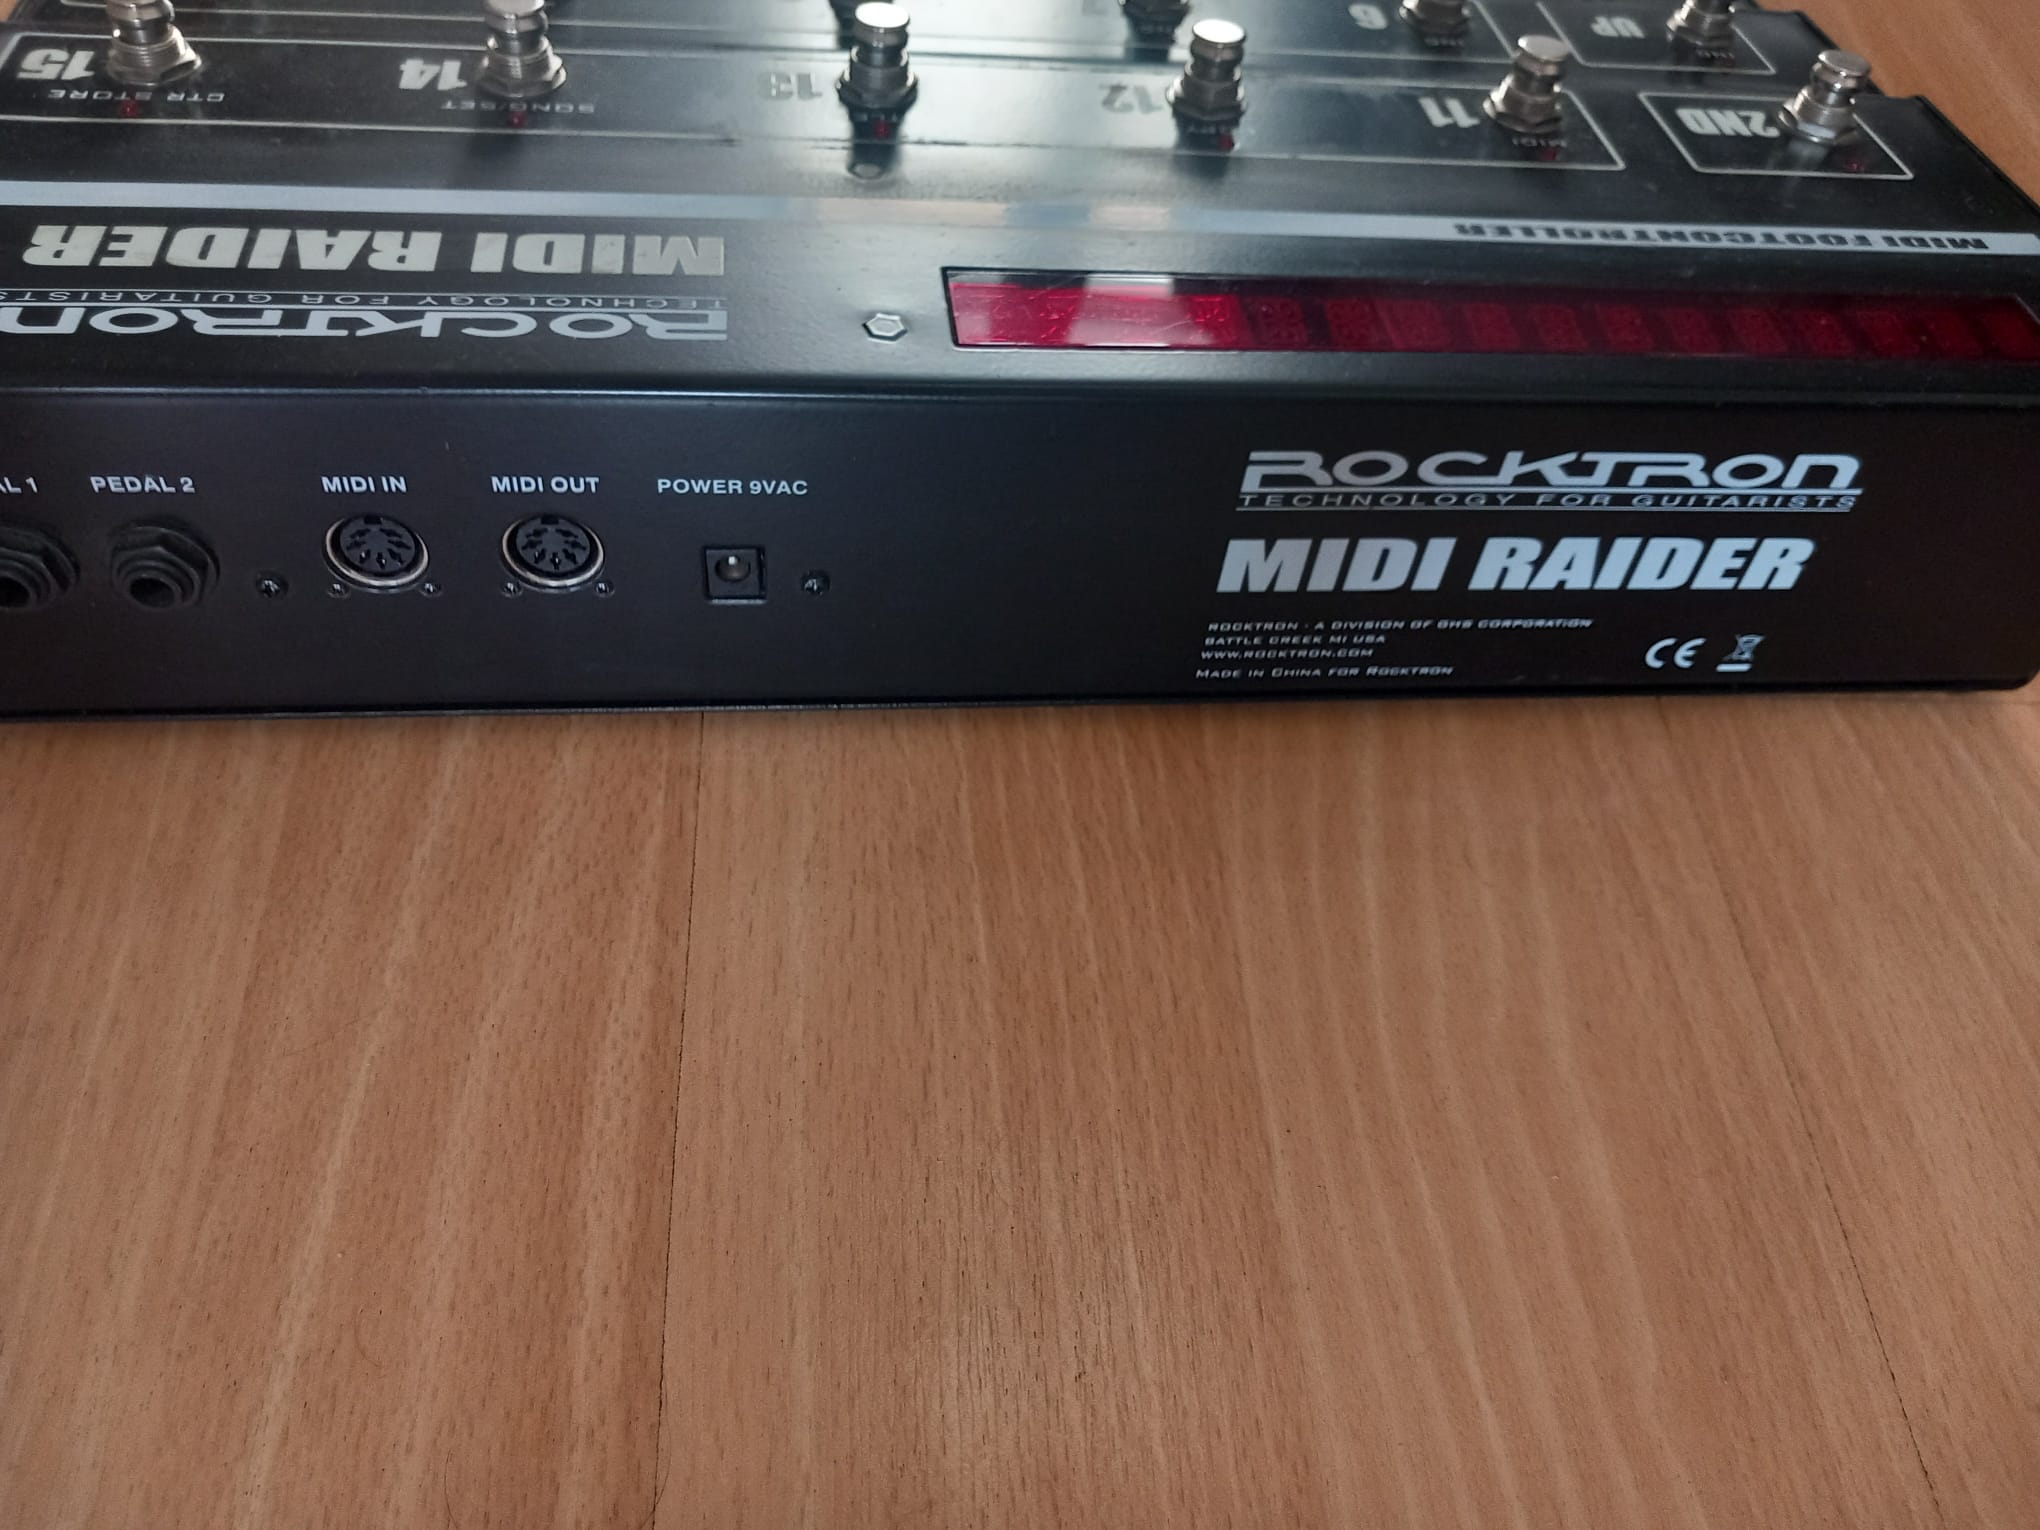 15
CTR STORE
14
SONG/SET
13
12
11
MIDI
2ND
6
UP
MIDI FOOTCONTROLLER
MIDI RAIDER
ROCKTRON
TECHNOLOGY FOR GUITARISTS
PEDAL 2
MIDI IN
MIDI OUT
POWER 9VAC
ROCKTRON
TECHNOLOGY FOR GUITARISTS
MIDI RAIDER
ROCKTRON - A DIVISION OF GHS CORPORATION
BATTLE CREEK MI USA
WWW.ROCKTRON.COM
MADE IN CHINA FOR ROCKTRON
CE